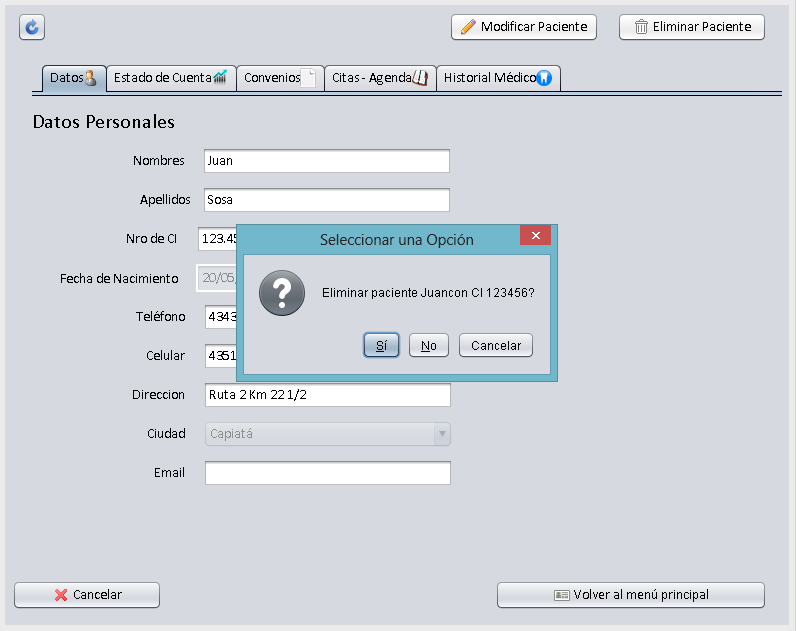 Modificar Paciente
Eliminar Paciente
Datos
Estado de Cuenta
Convenios
Citas - Agenda
Historial Médico
Datos Personales
Nombres
Juan
Apellidos
Sosa
Nro de CI
123.45
Seleccionar una Opción
Fecha de Nacimiento
20/05
Eliminar paciente Juancon CI 123456?
Teléfono
4343
Sí
No
Cancelar
Celular
4351
Direccion
Ruta 2 Km 22 1/2
Ciudad
Capiatá
Email
Cancelar
Volver al menú principal